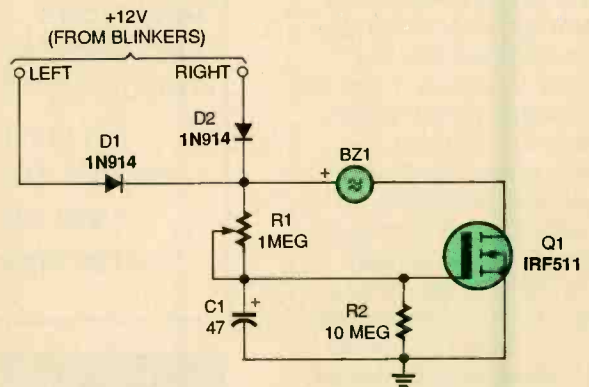 +12V
(FROM BLINKERS)
LEFT
RIGHT
D2
1N914
D1
1N914
BZ1
+
R1
1MEG
Q1
IRF511
C1
47
+
R2
10 MEG